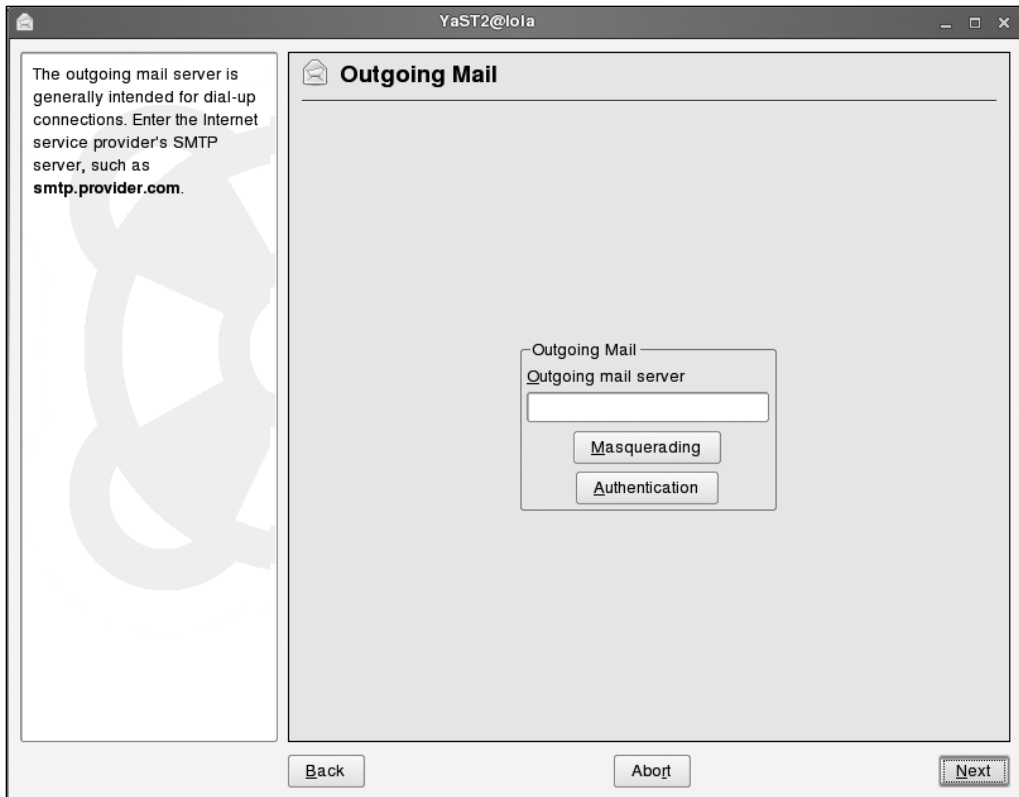 YaST2@lola
The outgoing mail server is
generally intended for dial-up
connections. Enter the Internet
service provider's SMTP
server, such as
smtp.provider.com.
Outgoing Mail
Outgoing Mail
Outgoing mail server
Masquerading
Authentication
Back
Abort
Next